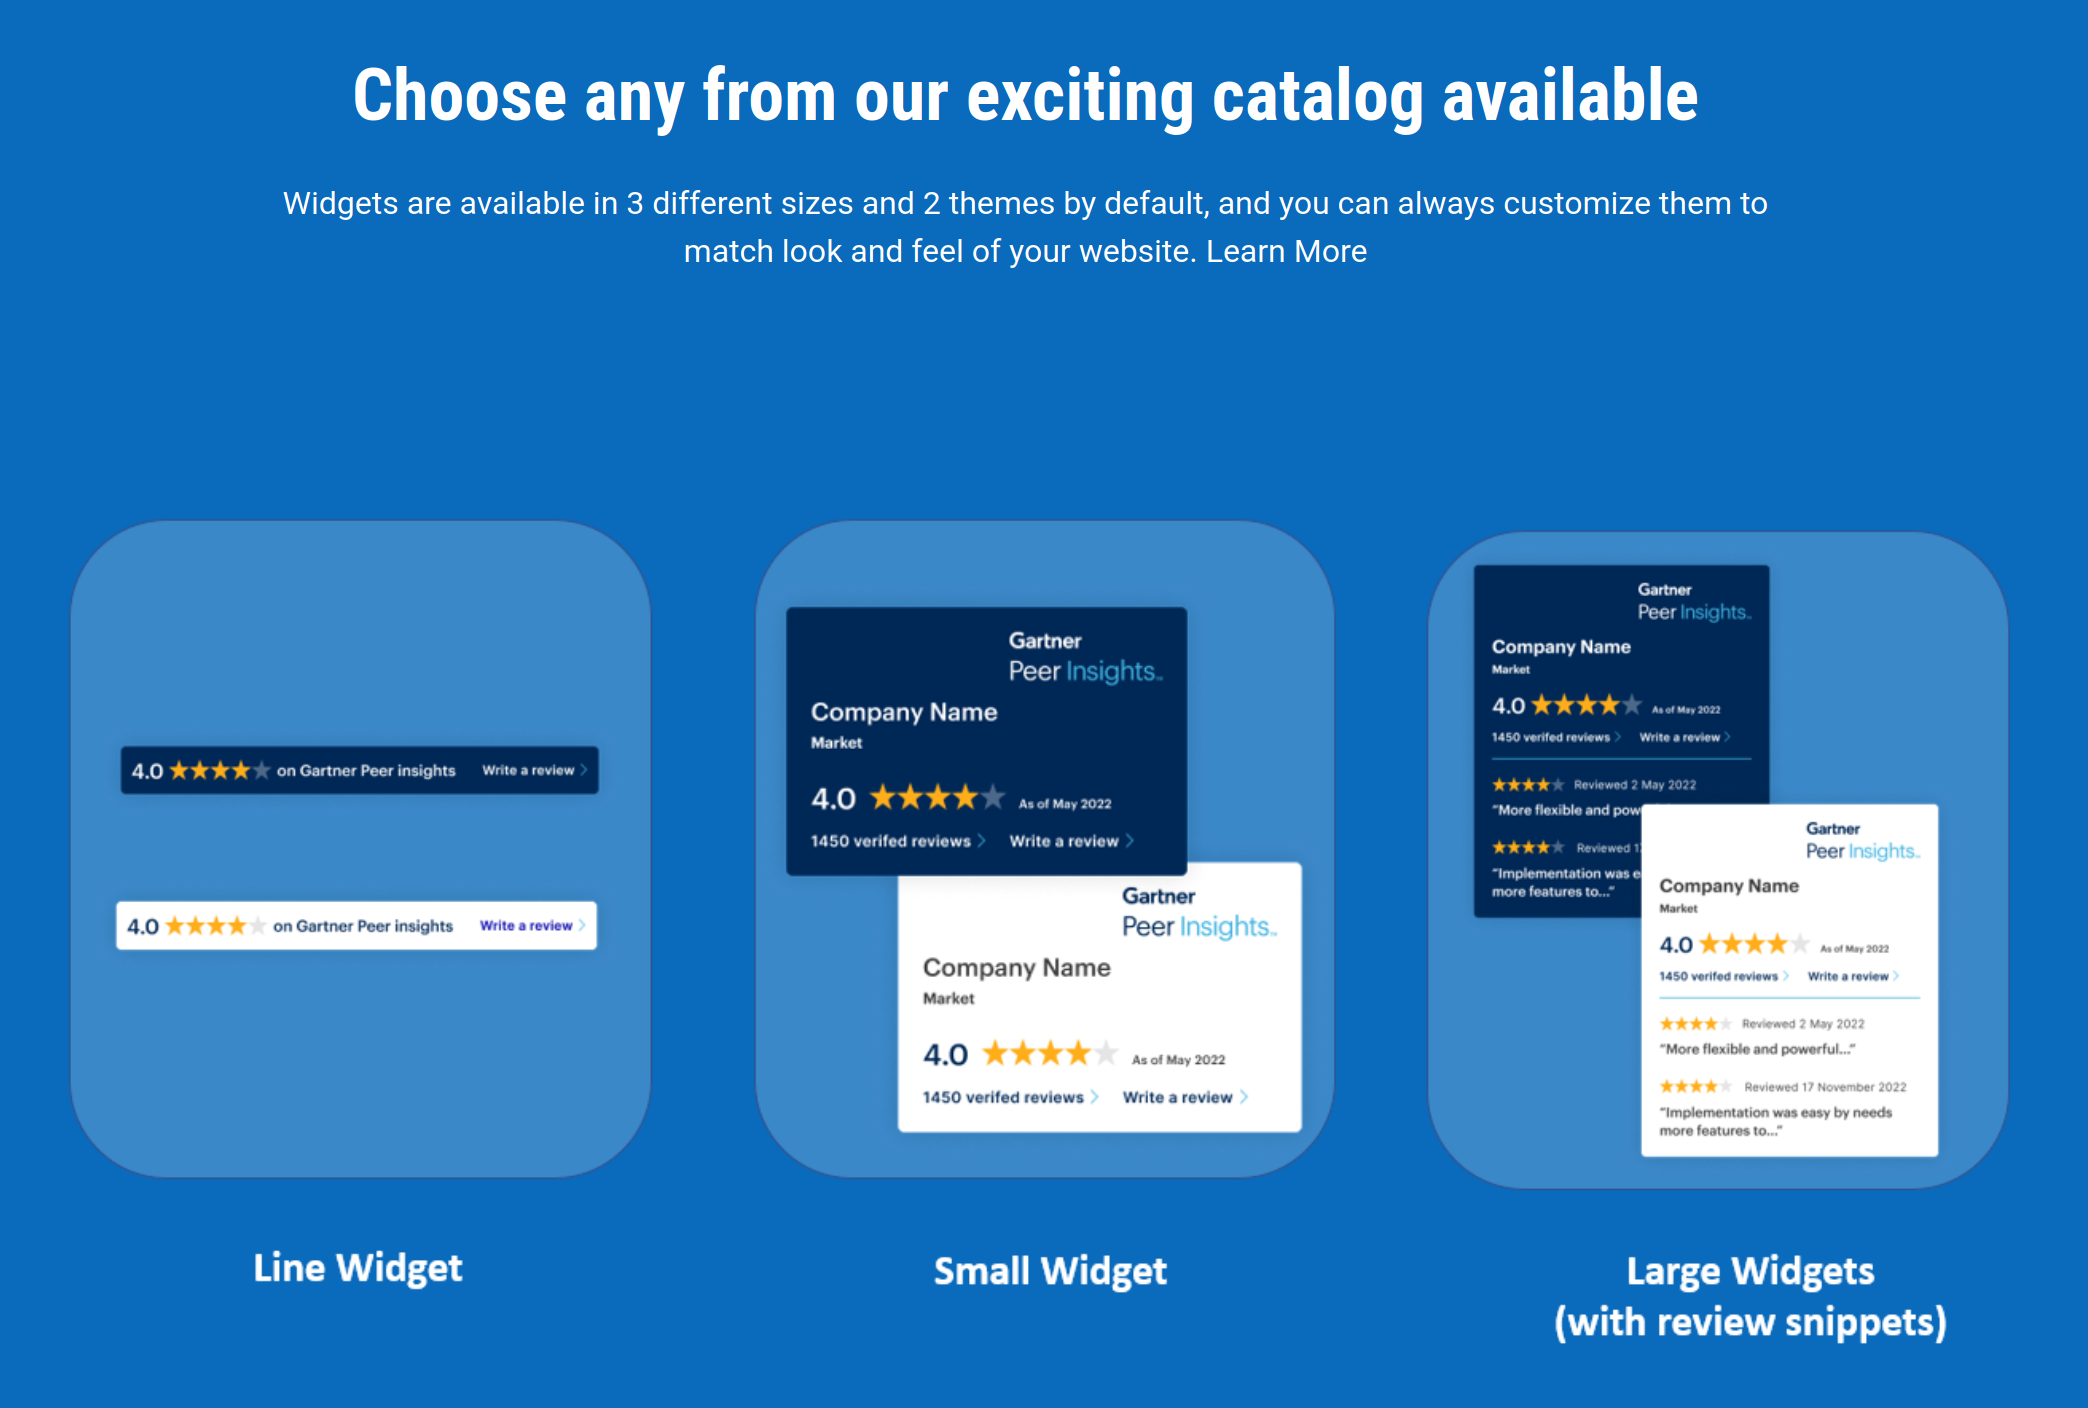 Choose any from our exciting catalog available
Widgets are available in 3 different sizes and 2 themes by default, and you can always customize them to
match look and feel of your website. Learn More
4.0 on Gartner Peer insights Write a review
4.0 on Gartner Peer insights Write a review
Line Widget
Gartner
Peer Insights™
Company Name
Market
4.0 As of May 2022
1450 verifed reviews Write a review
Gartner
Peer Insights™
Company Name
Market
4.0 As of May 2022
1450 verifed reviews Write a review
Small Widget
Gartner
Peer Insights™
Company Name
Market
4.0 As of May 2022
1450 verifed reviews Write a review
Reviewed 2 May 2022
“More flexible and pow
Reviewed 1
“Implementation was e
more features to...”
Gartner
Peer Insights™
Company Name
Market
4.0 As of May 2022
1450 verifed reviews Write a review
Reviewed 2 May 2022
“More flexible and powerful...”
Reviewed 17 November 2022
“Implementation was easy by needs
more features to...”
Large Widgets
(with review snippets)